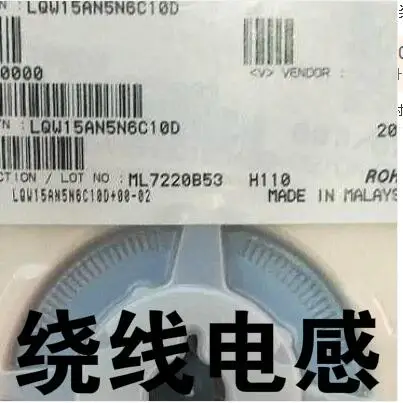 N : LQW15AN5N6C10D
0000
<V> VENDOR :
/N : LQW15AN5N6C10D
20
CTION / LOT NO : ML7220B53 H110 ROH
LQW15AN5N6C10D+00-02 MADE IN MALAYS
绕线电感